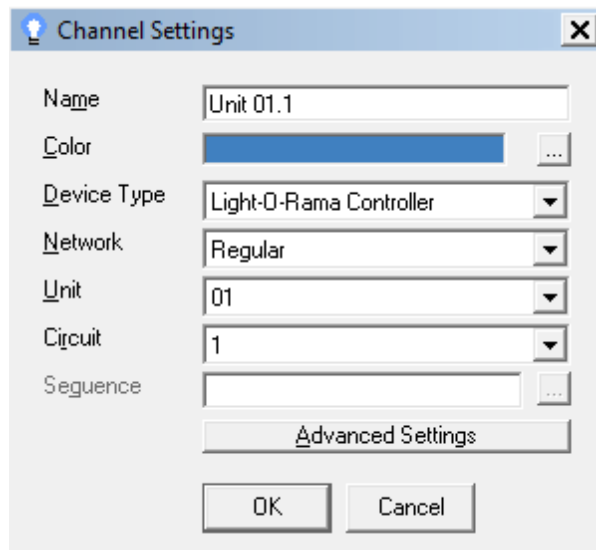 Channel Settings
Name Unit 01.1
Color ...
Device Type Light-O-Rama Controller
Network Regular
Unit 01
Circuit 1
Seguence ...
Advanced Settings
OK Cancel